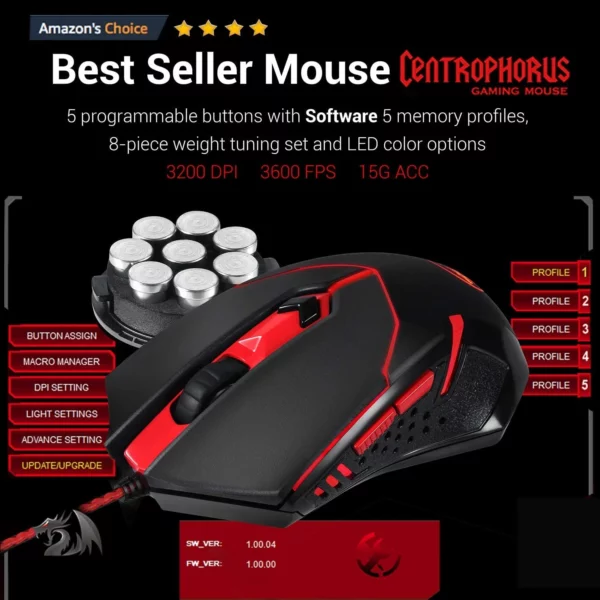 Amazon's Choice
Best Seller Mouse CENTROPHORUS
GAMING MOUSE
5 programmable buttons with Software 5 memory profiles,
8-piece weight tuning set and LED color options
3200 DPI 3600 FPS 15G ACC
BUTTON ASSIGN
MACRO MANAGER
DPI SETTING
LIGHT SETTINGS
ADVANCE SETTING
UPDATE/UPGRADE
PROFILE 1
PROFILE 2
PROFILE 3
PROFILE 4
PROFILE 5
SW_VER: 1.00.04
FW_VER: 1.00.00